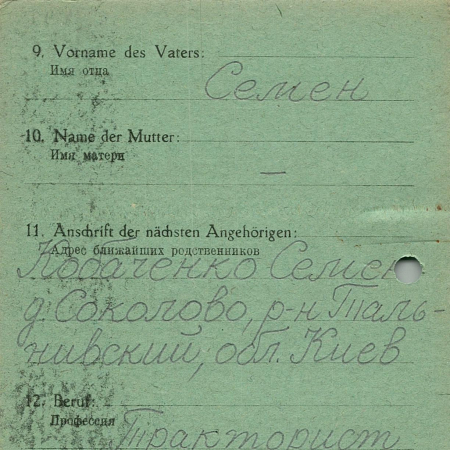 9. Vorname des Vaters:
Имя отца
Семен
10. Name der Mutter:
Имя матери
—
11. Anschrift der nächsten Angehörigen:
Адрес ближайших родственников
Кобаченко Семен
д. Соколово, р-н Таль-
нивский, обл. Киев
12. Beruf:
Профессия
Тракторист